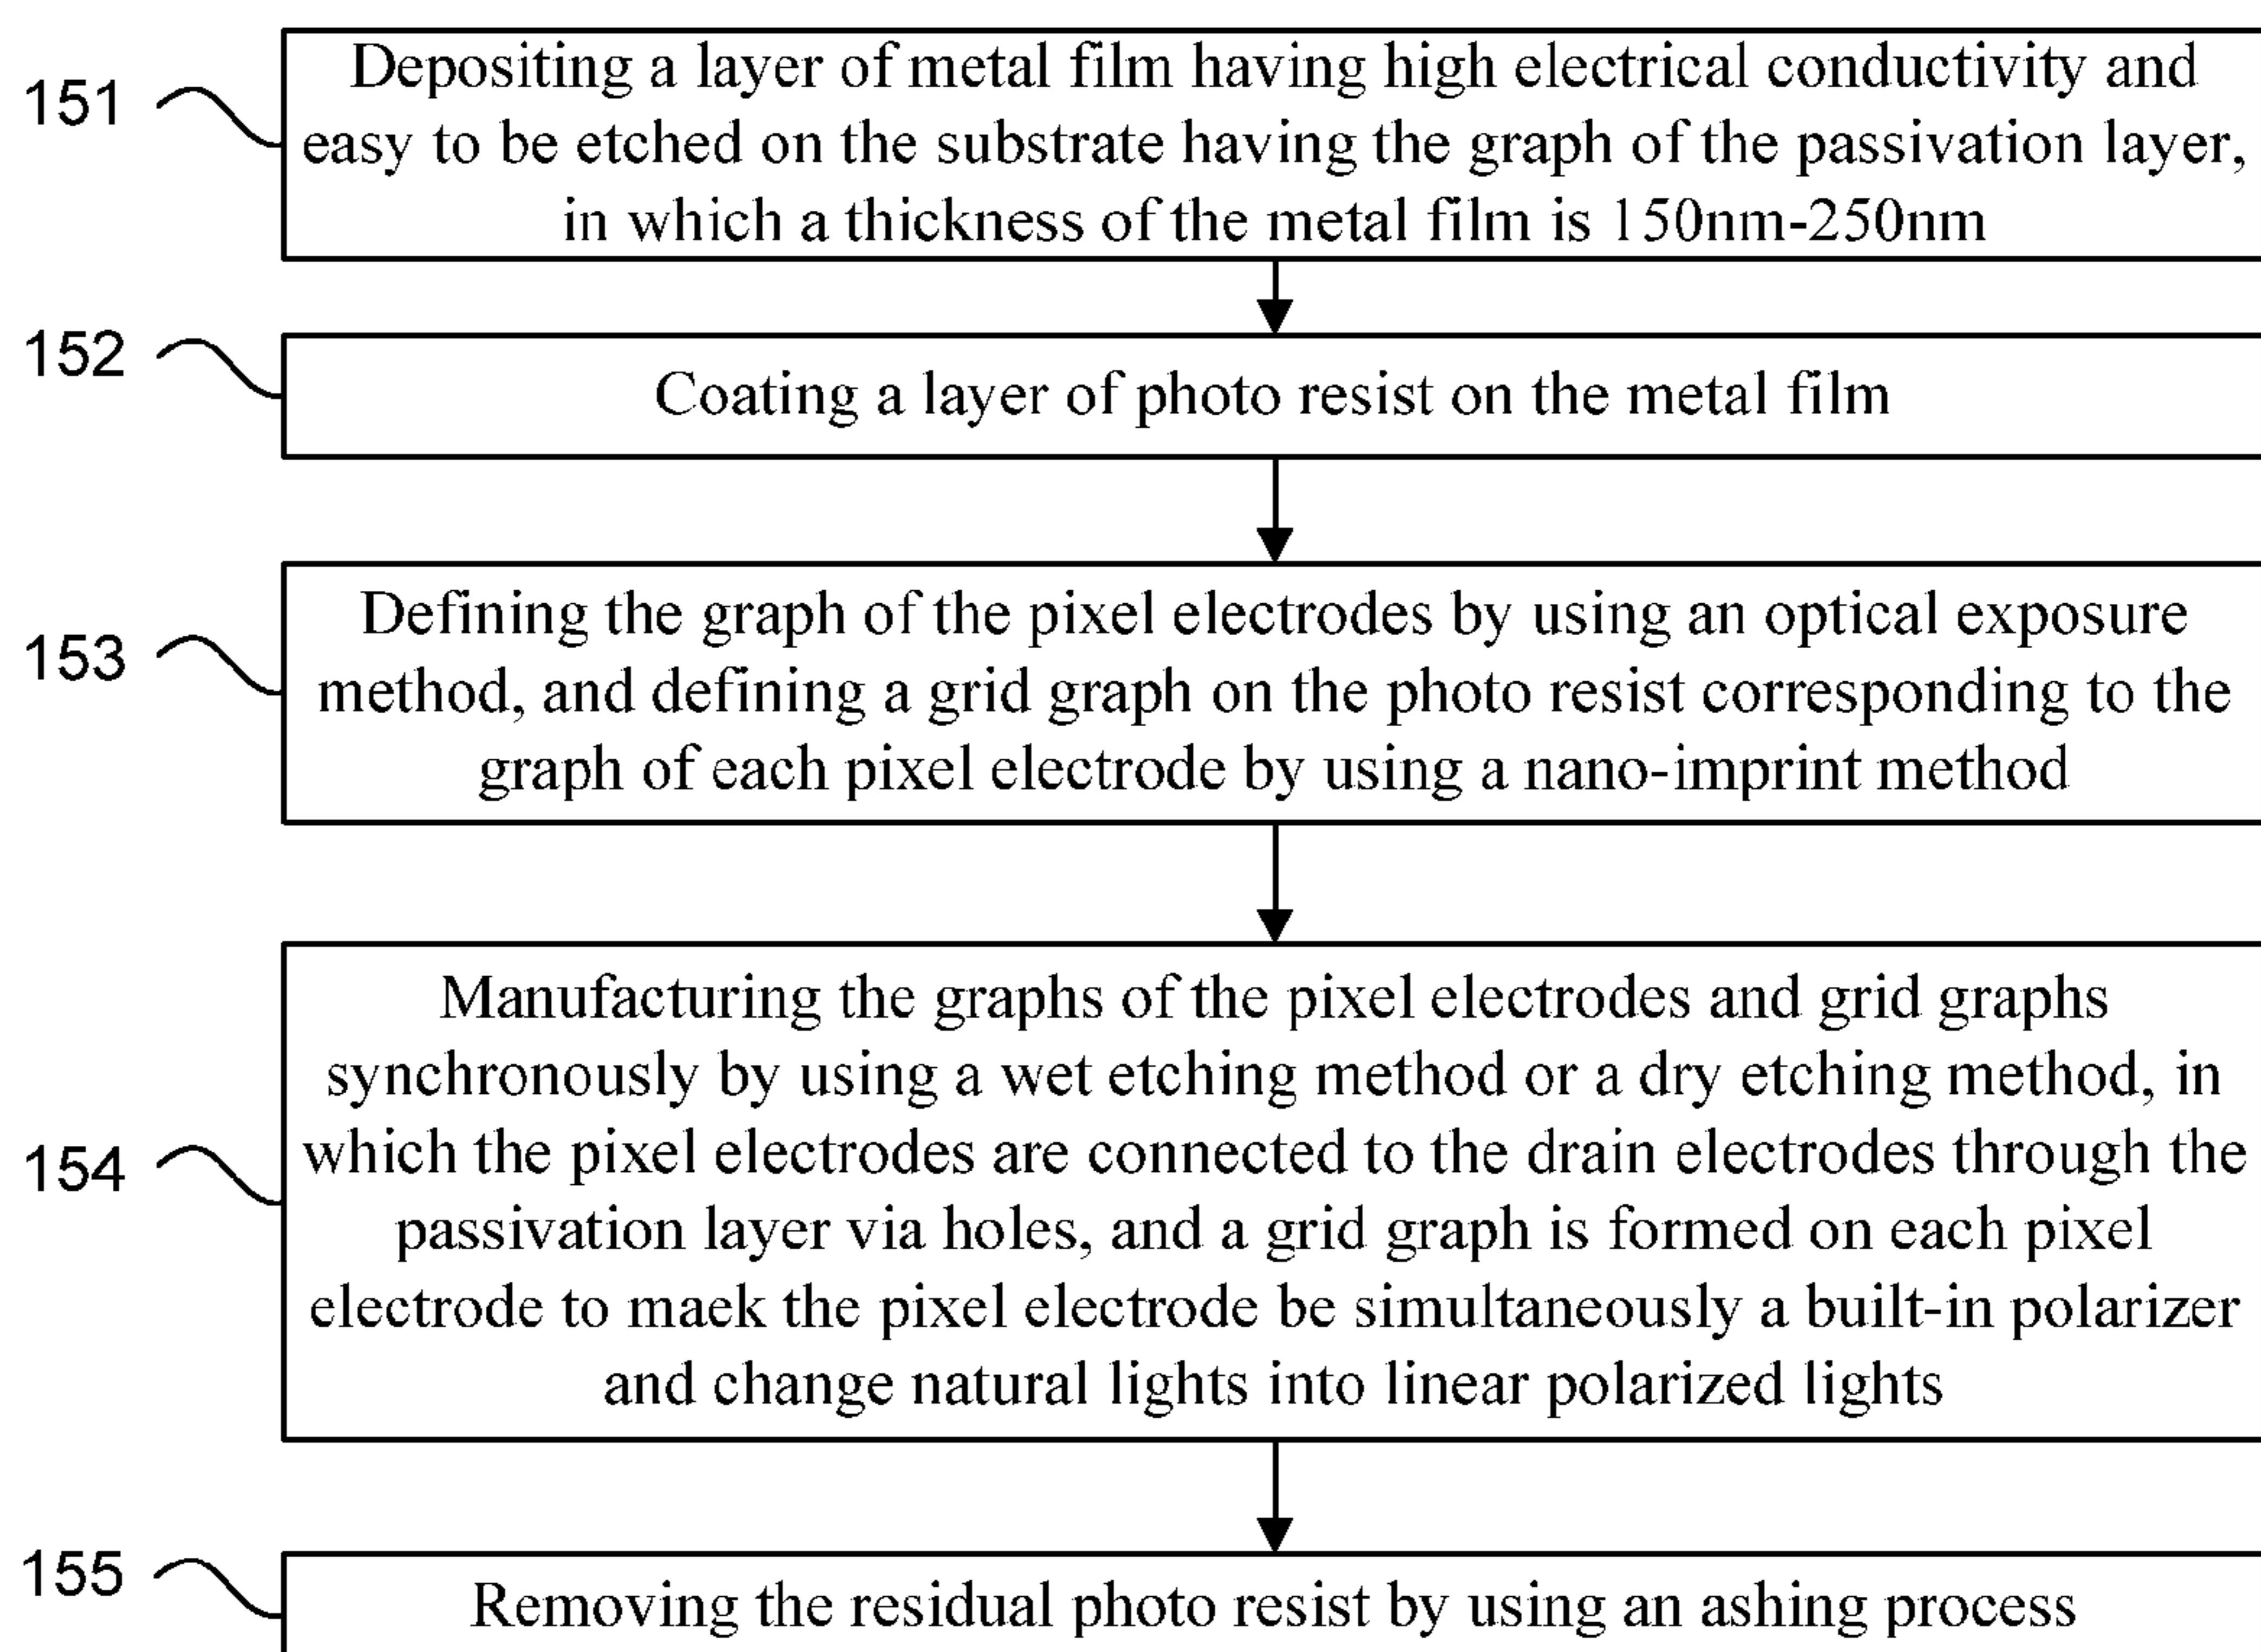 151
Depositing a layer of metal film having high electrical conductivity and
easy to be etched on the substrate having the graph of the passivation layer,
in which a thickness of the metal film is 150nm-250nm
152
Coating a layer of photo resist on the metal film
153
Defining the graph of the pixel electrodes by using an optical exposure
method, and defining a grid graph on the photo resist corresponding to the
graph of each pixel electrode by using a nano-imprint method
154
Manufacturing the graphs of the pixel electrodes and grid graphs
synchronously by using a wet etching method or a dry etching method, in
which the pixel electrodes are connected to the drain electrodes through the
passivation layer via holes, and a grid graph is formed on each pixel
electrode to maek the pixel electrode be simultaneously a built-in polarizer
and change natural lights into linear polarized lights
155
Removing the residual photo resist by using an ashing process